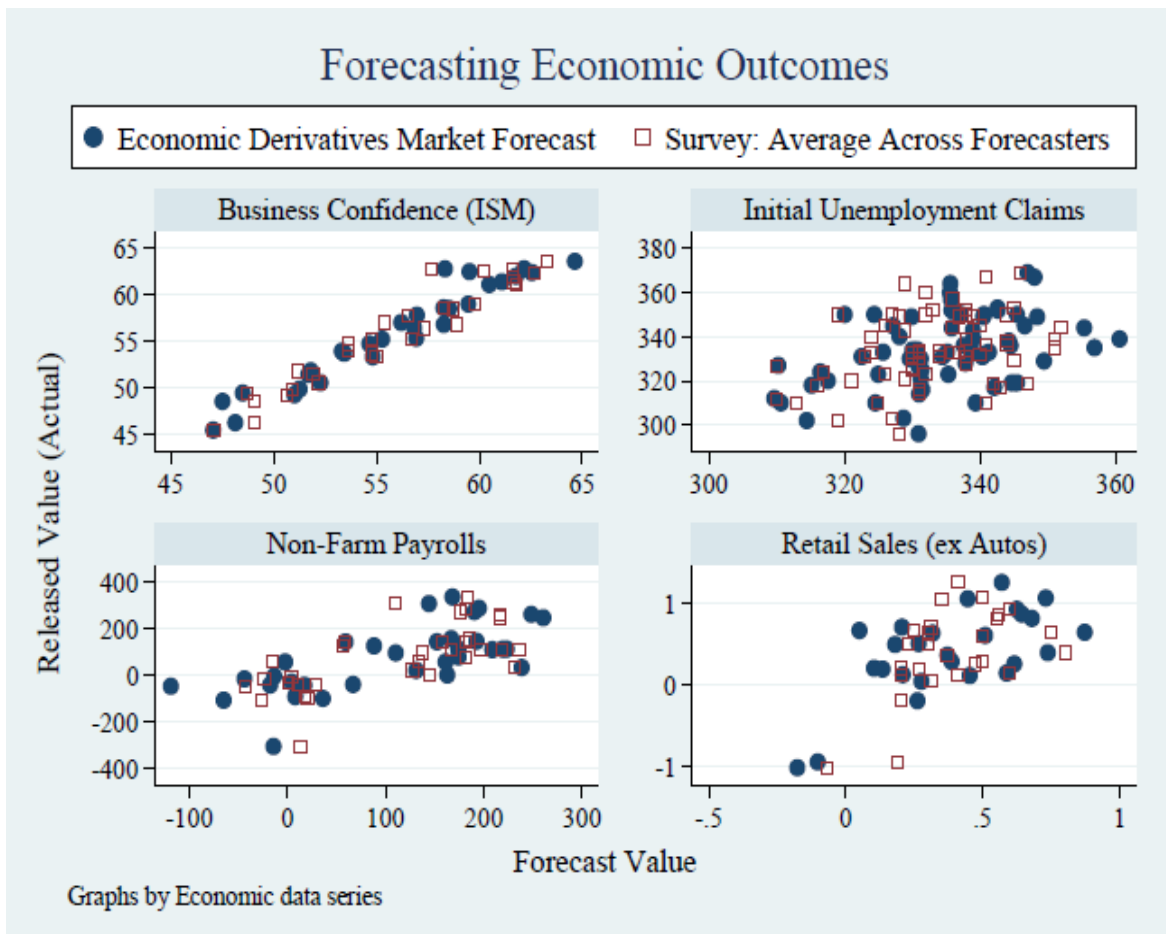 Forecasting Economic Outcomes
Economic Derivatives Market Forecast
Survey: Average Across Forecasters
Business Confidence (ISM)
65
60
55
50
45
45 50 55 60 65
Initial Unemployment Claims
380
360
340
320
300
300 320 340 360
Non-Farm Payrolls
400
200
0
-200
-400
-100 0 100 200 300
Retail Sales (ex Autos)
1
0
-1
-.5 0 .5 1
Released Value (Actual)
Forecast Value
Graphs by Economic data series